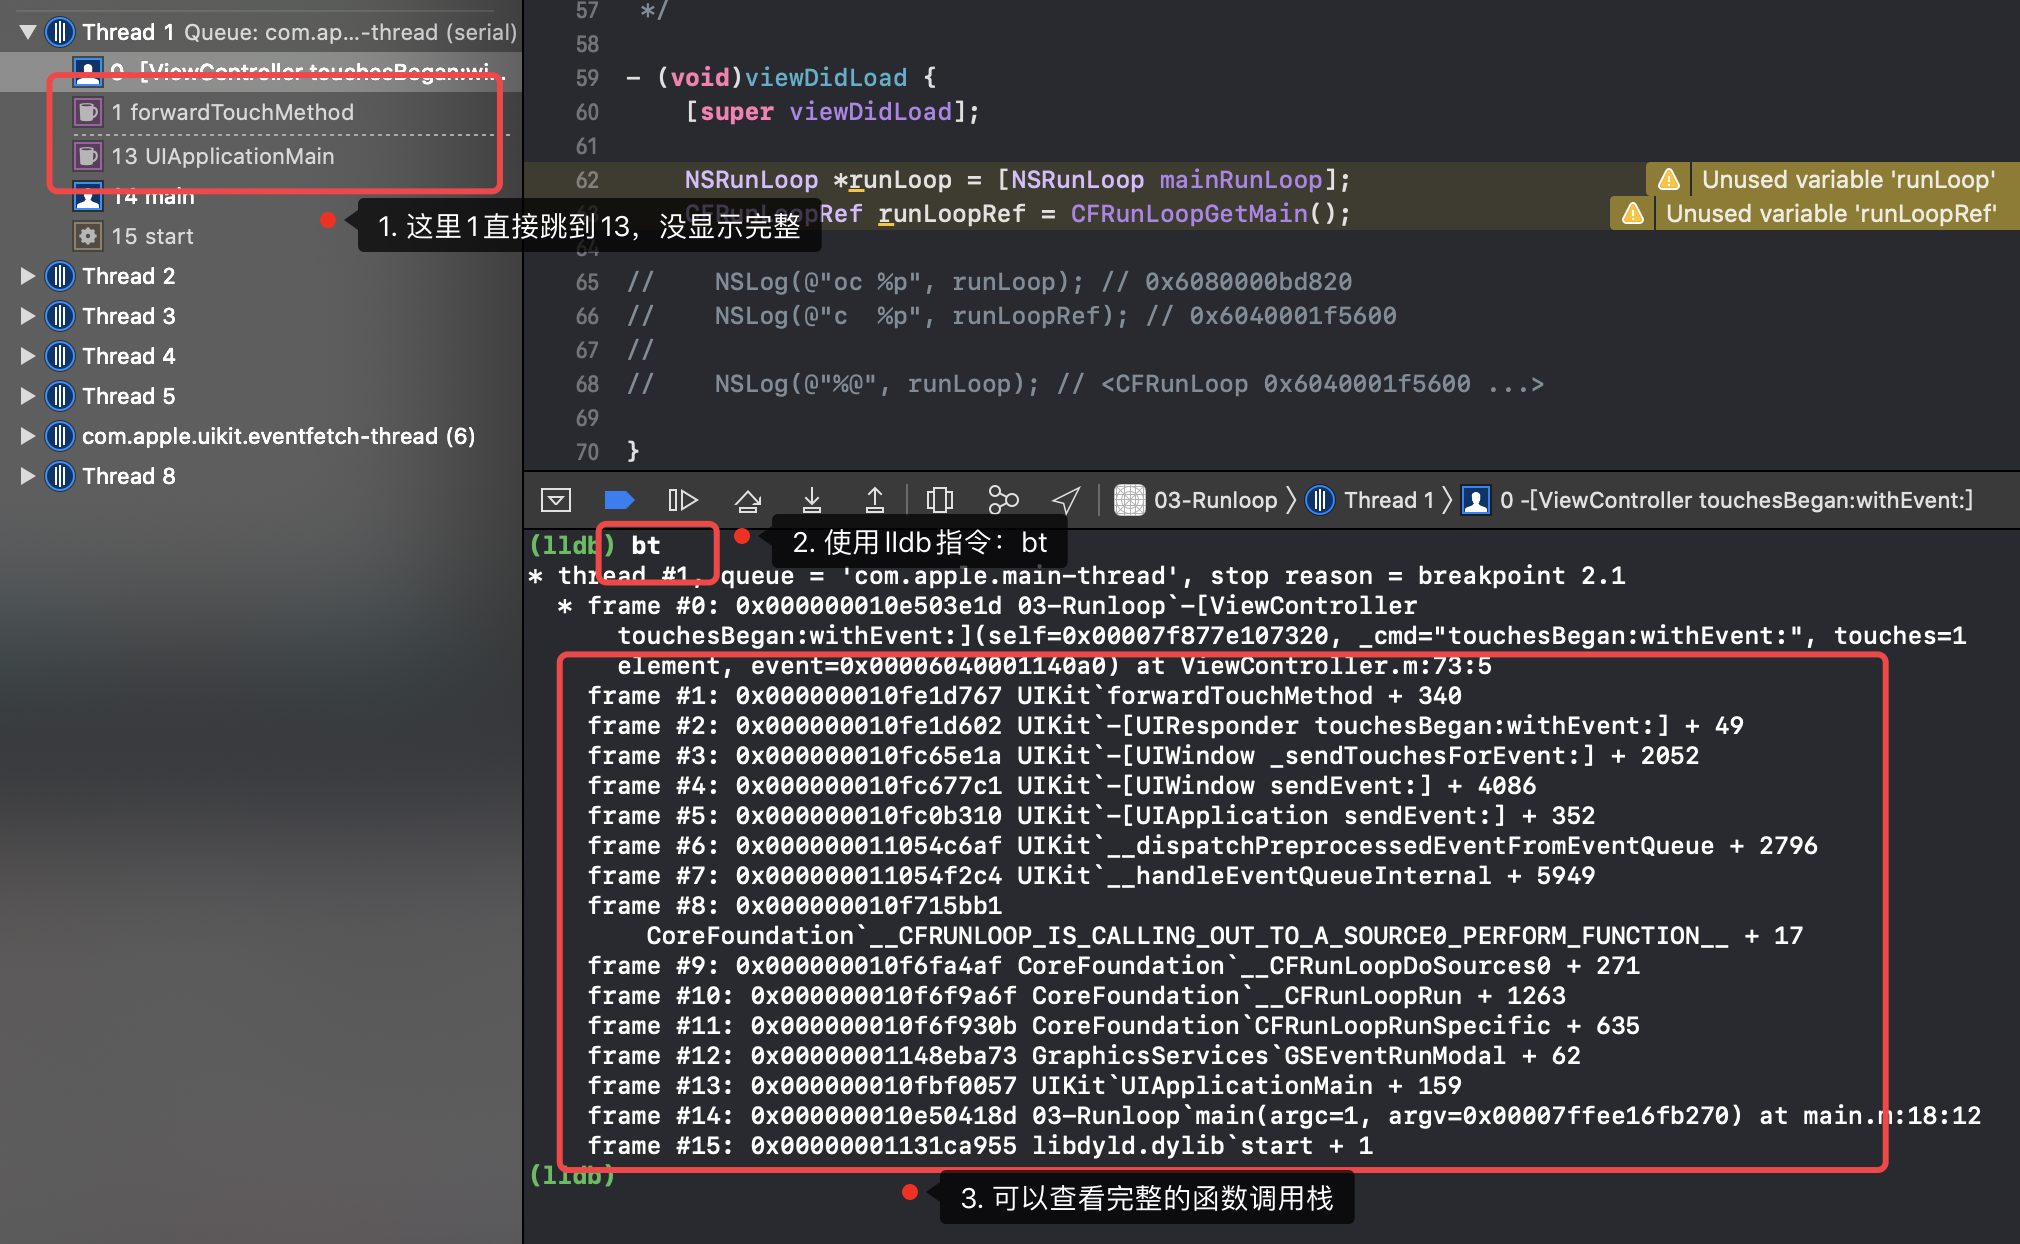 Thread 1 Queue: com.ap...-thread (serial)
0 -[ViewController touchesBegan:wi...
1 forwardTouchMethod
13 UIApplicationMain
14 main
15 start
Thread 2
Thread 3
Thread 4
Thread 5
com.apple.uikit.eventfetch-thread (6)
Thread 8
1. 这里1直接跳到13，没显示完整
57 */
58
59 - (void)viewDidLoad {
60 [super viewDidLoad];
61
62 NSRunLoop *runLoop = [NSRunLoop mainRunLoop]; Unused variable 'runLoop'
CFRunLoopRef runLoopRef = CFRunLoopGetMain(); Unused variable 'runLoopRef'
64
65 // NSLog(@"oc %p", runLoop); // 0x6080000bd820
66 // NSLog(@"c  %p", runLoopRef); // 0x6040001f5600
67 //
68 // NSLog(@"%@", runLoop); // <CFRunLoop 0x6040001f5600 ...>
69
70 }
03-Runloop 〉 Thread 1 〉 0 -[ViewController touchesBegan:withEvent:]
(lldb) bt
2. 使用lldb指令：bt
* thread #1, queue = 'com.apple.main-thread', stop reason = breakpoint 2.1
* frame #0: 0x000000010e503e1d 03-Runloop`-[ViewController
touchesBegan:withEvent:](self=0x00007f877e107320, _cmd="touchesBegan:withEvent:", touches=1
element, event=0x00006040001140a0) at ViewController.m:73:5
frame #1: 0x000000010fe1d767 UIKit`forwardTouchMethod + 340
frame #2: 0x000000010fe1d602 UIKit`-[UIResponder touchesBegan:withEvent:] + 49
frame #3: 0x000000010fc65e1a UIKit`-[UIWindow _sendTouchesForEvent:] + 2052
frame #4: 0x000000010fc677c1 UIKit`-[UIWindow sendEvent:] + 4086
frame #5: 0x000000010fc0b310 UIKit`-[UIApplication sendEvent:] + 352
frame #6: 0x000000011054c6af UIKit`__dispatchPreprocessedEventFromEventQueue + 2796
frame #7: 0x000000011054f2c4 UIKit`__handleEventQueueInternal + 5949
frame #8: 0x000000010f715bb1
CoreFoundation`__CFRUNLOOP_IS_CALLING_OUT_TO_A_SOURCE0_PERFORM_FUNCTION__ + 17
frame #9: 0x000000010f6fa4af CoreFoundation`__CFRunLoopDoSources0 + 271
frame #10: 0x000000010f6f9a6f CoreFoundation`__CFRunLoopRun + 1263
frame #11: 0x000000010f6f930b CoreFoundation`CFRunLoopRunSpecific + 635
frame #12: 0x00000001148eba73 GraphicsServices`GSEventRunModal + 62
frame #13: 0x000000010fbf0057 UIKit`UIApplicationMain + 159
frame #14: 0x000000010e50418d 03-Runloop`main(argc=1, argv=0x00007ffee16fb270) at main.m:18:12
frame #15: 0x00000001131ca955 libdyld.dylib`start + 1
(lldb)
3. 可以查看完整的函数调用栈